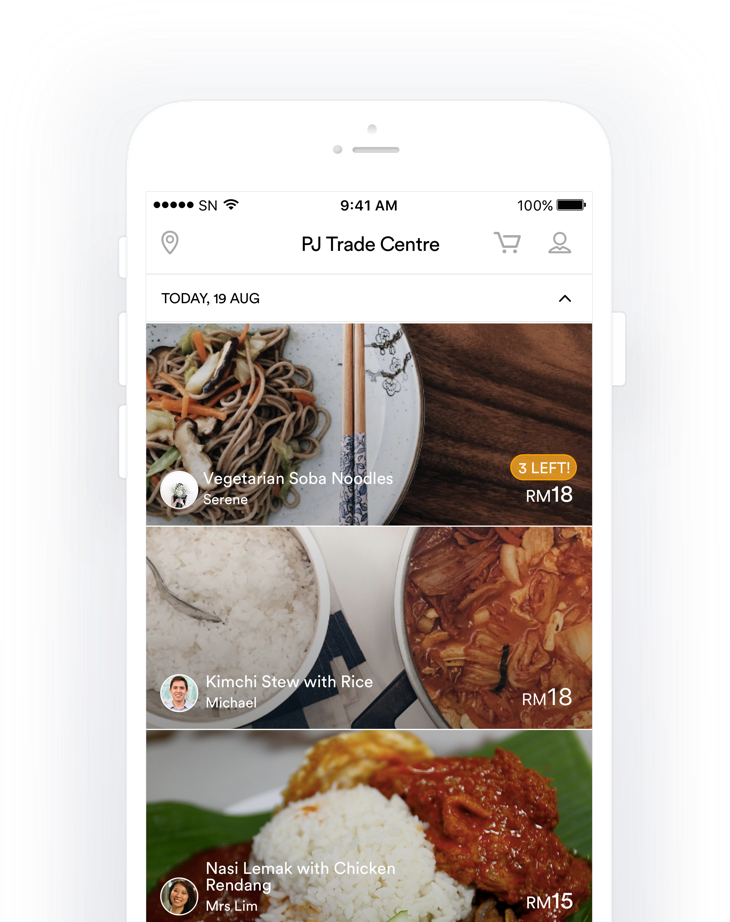 SN 9:41 AM 100%
PJ Trade Centre
TODAY, 19 AUG
3 LEFT!
Vegetarian Soba Noodles
Serene
RM18
Kimchi Stew with Rice
Michael
RM18
Nasi Lemak with Chicken
Rendang
Mrs Lim
RM15